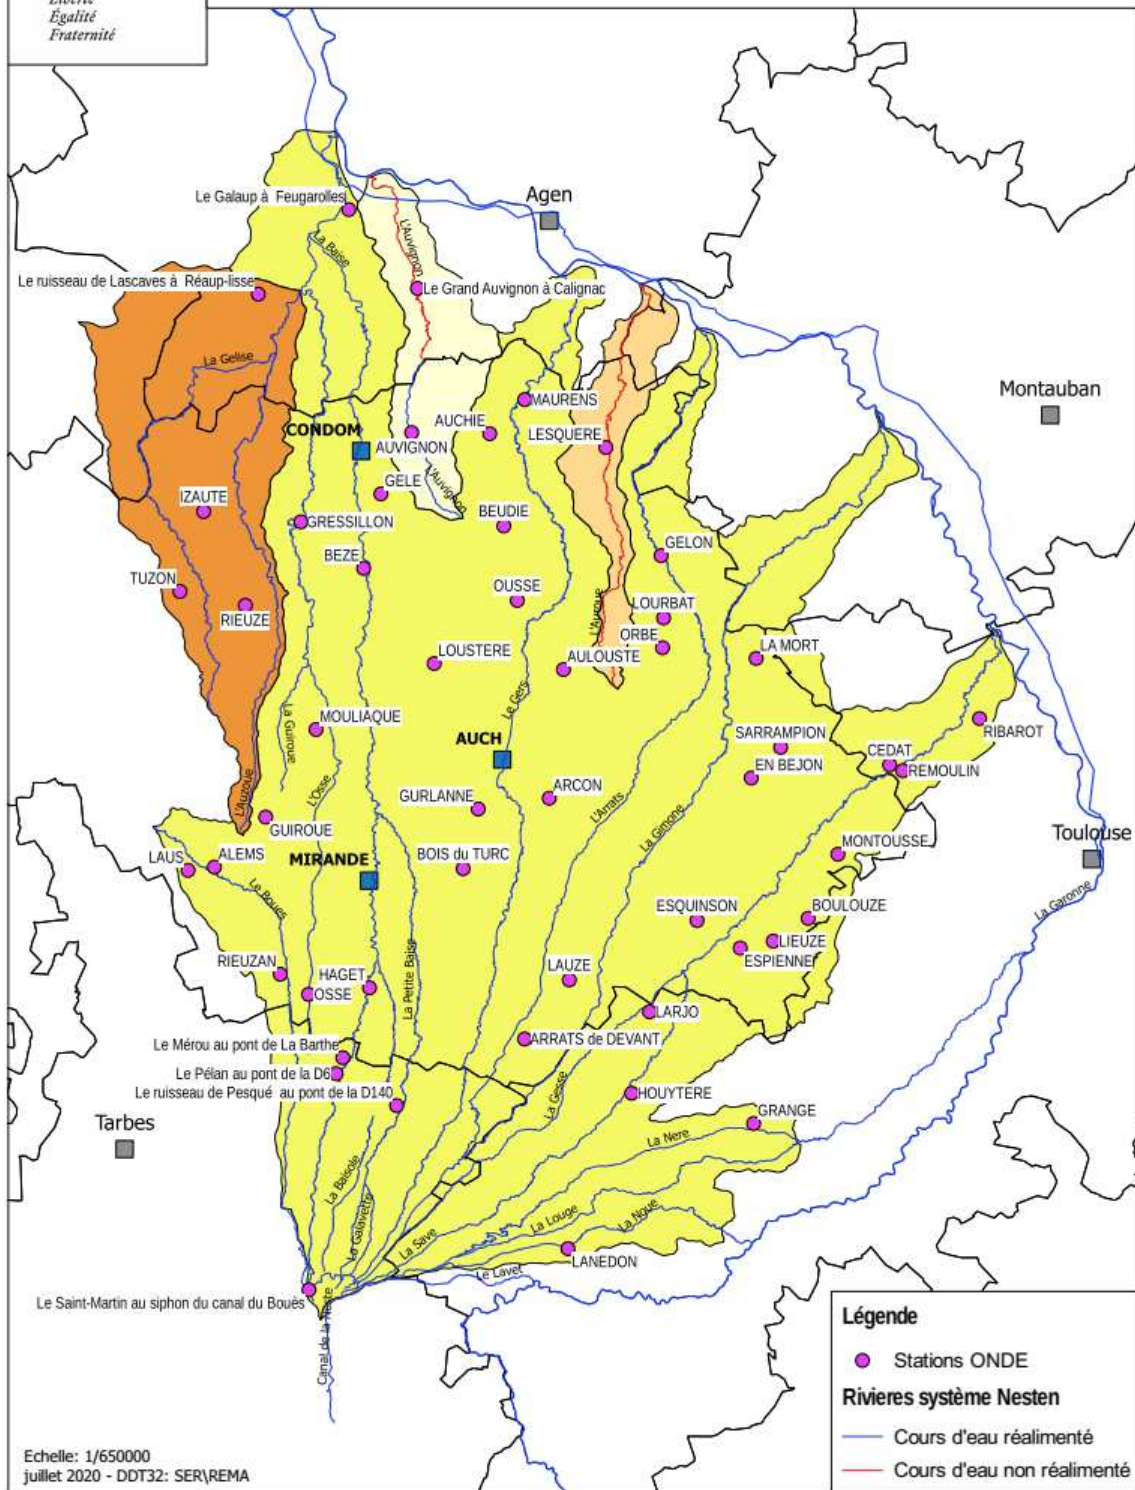 Liberté
Égalité
Fraternité
Agen
Le Galaup à Feugarolles
La Baise
L'Auvignon
Le ruisseau de Lascaves à Réaup-lisse
Le Grand Auvignon à Calignac
La Gelise
Montauban
MAURENS
CONDOM
AUCHIE
LESQUERE
AUVIGNON
L'Auvignon
GELE
IZAUTE
GRESSILLON
BEUDIE
BEZE
GELON
TUZON
RIEUZE
OUSSE
L'Auroue
LOURBAT
ORBE
LOUSTERE
AULOUSTE
LA MORT
Le Gers
La Guiroue
MOULIAQUE
AUCH
SARRAMPION
RIBAROT
CEDAT
REMOULIN
EN BEJON
L'Auzoue
L'Osse
GURLANNE
ARCON
L'Arrats
La Gimone
GUIROUE
MONTOUSSE
Toulouse
LAUS
ALEMS
MIRANDE
BOIS du TURC
Le Boues
La Garonne
ESQUINSON
BOULOUZE
LIEUZE
ESPIENNE
RIEUZAN
HAGET
OSSE
La Petite Baise
LAUZE
LARJO
Le Mérou au pont de La Barthe
ARRATS de DEVANT
Le Pélan au pont de la D6
Le ruisseau de Pesqué au pont de la D140
La Gesse
HOUYTERE
GRANGE
Tarbes
La Nere
La Baisole
La Galavette
La Save
La Louge
La Noue
LANEDON
Le Lavet
Le Saint-Martin au siphon du canal du Bouès
Canal de la Neste
Légende
Stations ONDE
Rivieres système Nesten
Cours d'eau réalimenté
Cours d'eau non réalimenté
Echelle: 1/650000
juillet 2020 - DDT32: SER\REMA